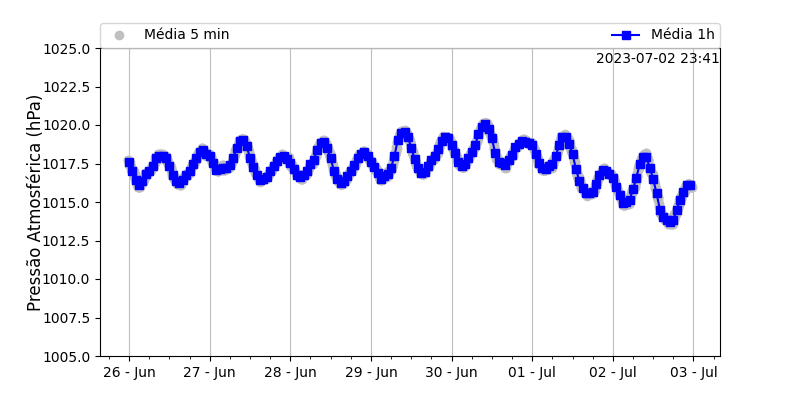 Média 5 min
Média 1h
2023-07-02 23:41
Pressão Atmosférica (hPa)
1025.0
1022.5
1020.0
1017.5
1015.0
1012.5
1010.0
1007.5
1005.0
26 - Jun
27 - Jun
28 - Jun
29 - Jun
30 - Jun
01 - Jul
02 - Jul
03 - Jul